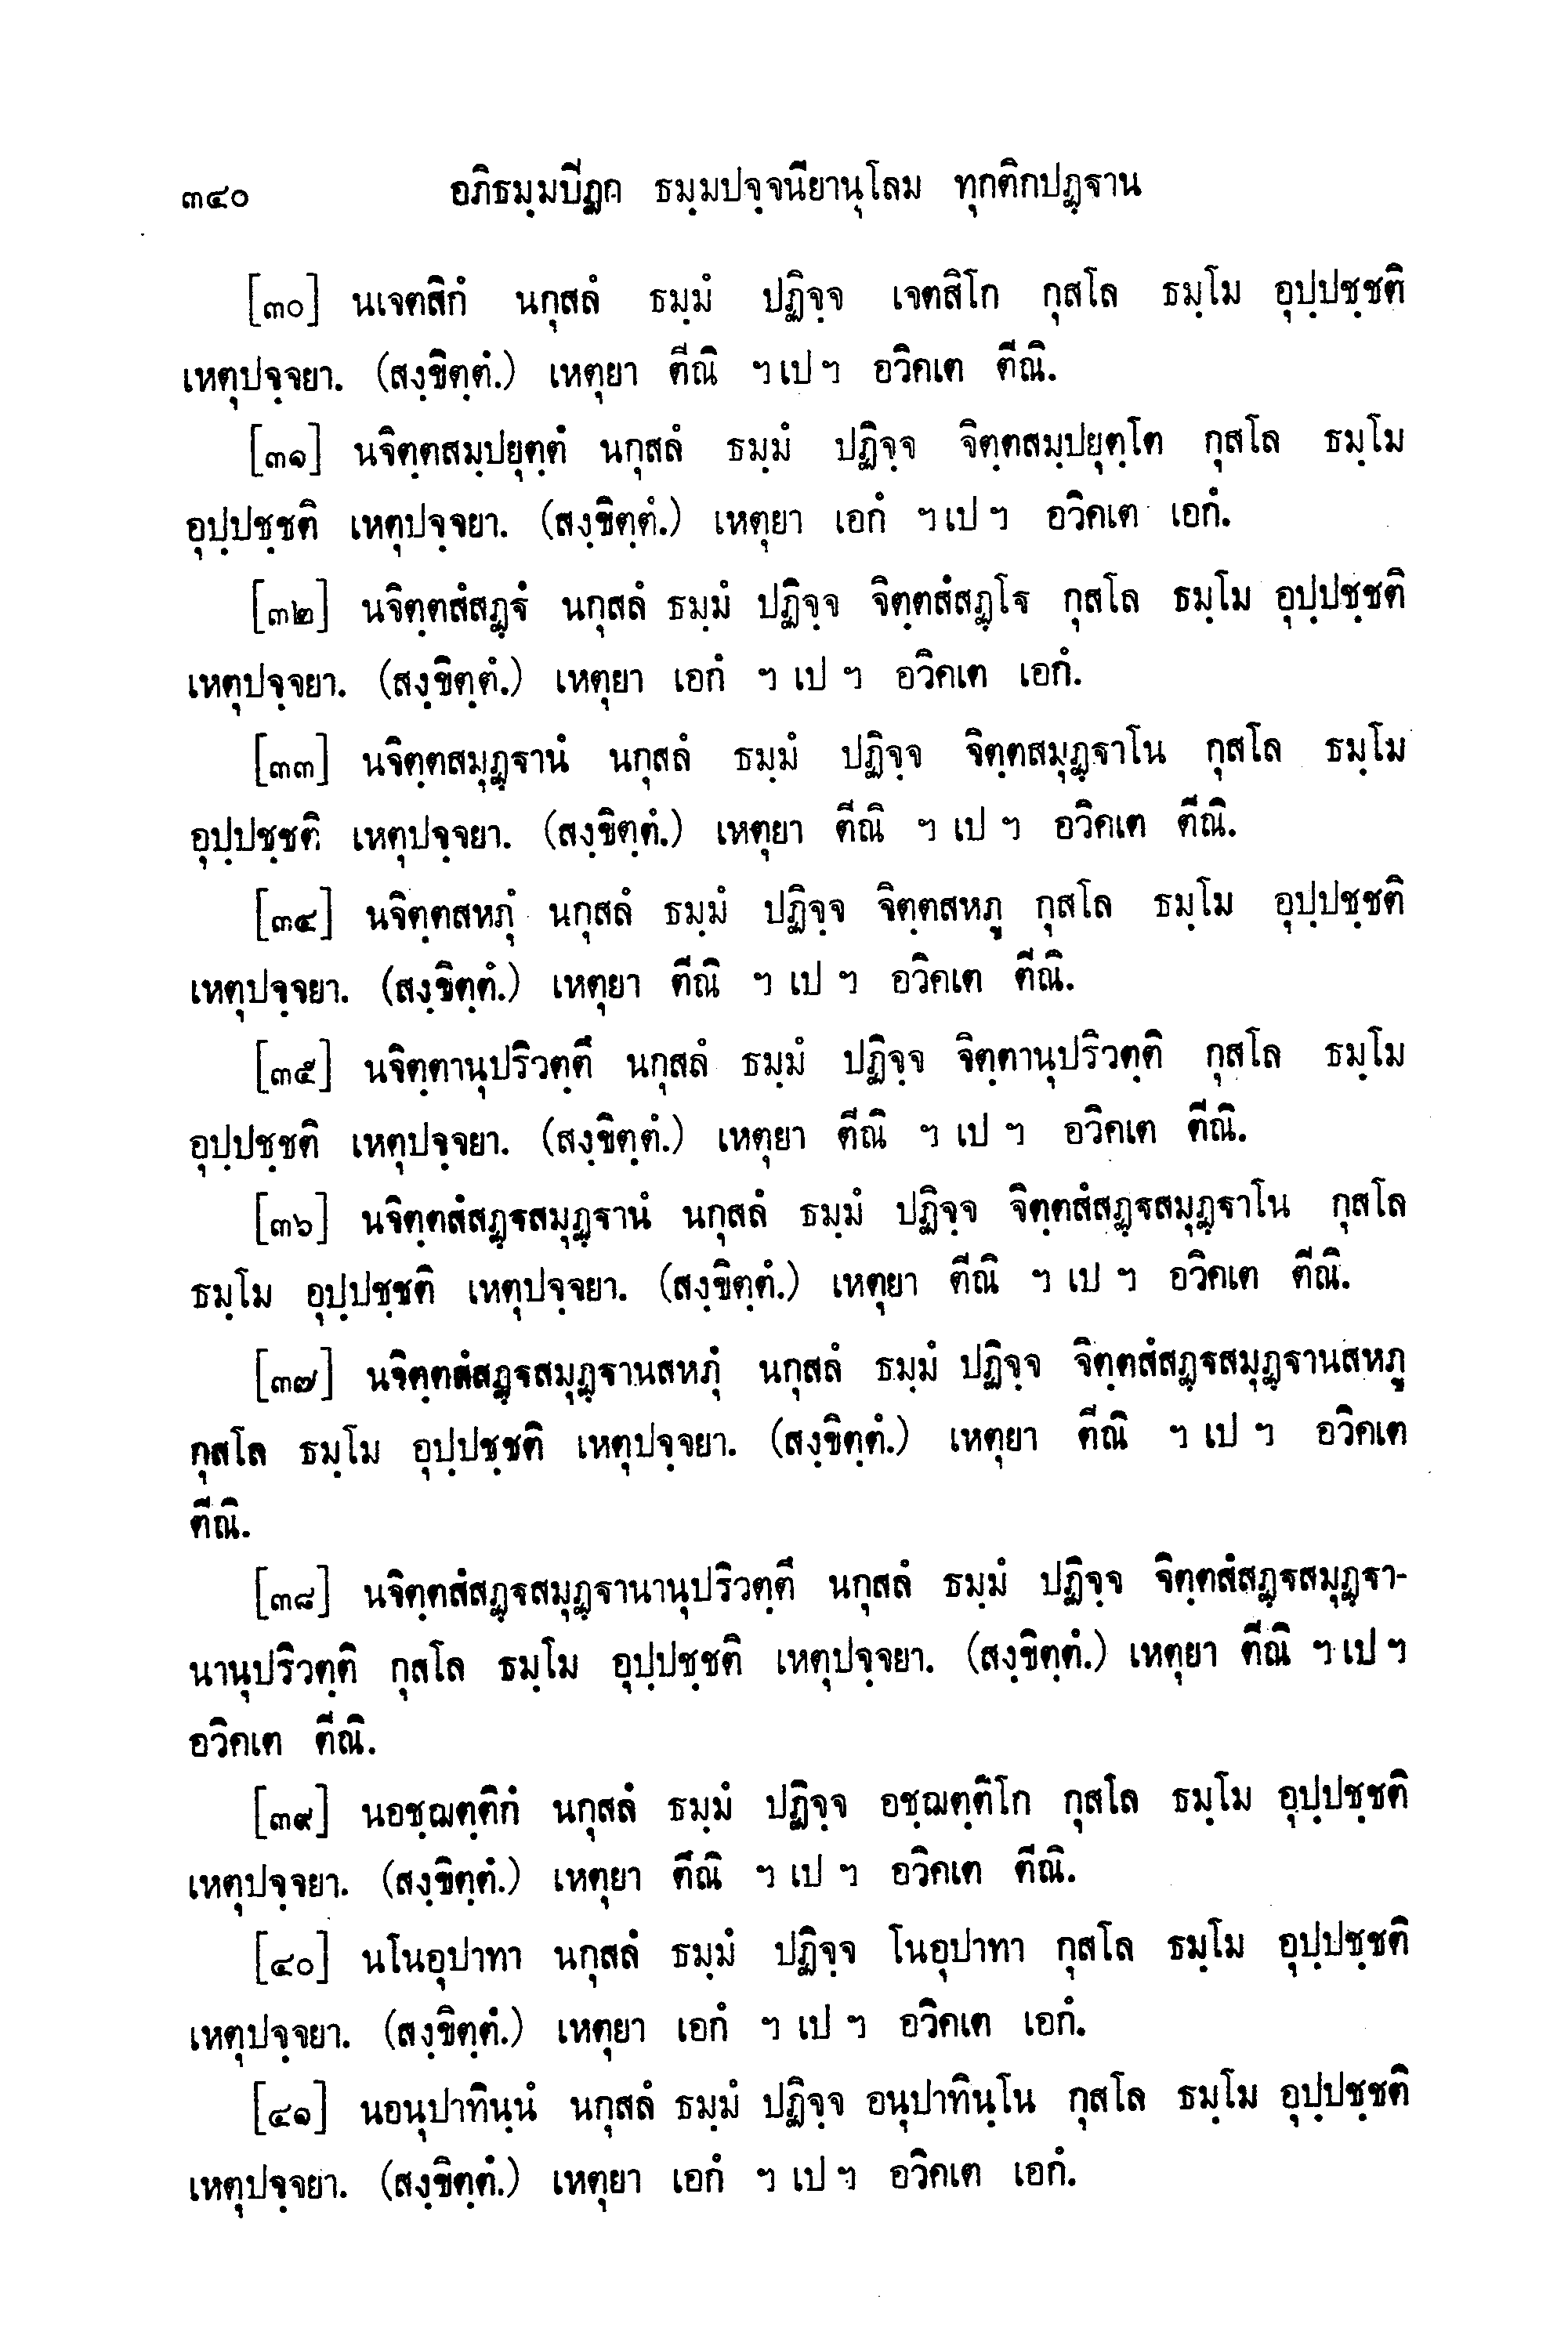 ๓๔๐ อภิธมฺมปีฏก ธมฺมปจฺจนียานุโลม ทุกติกปฏฺฐาน
[๓๐] นเจตสิกํ นกุสลํ ธมฺมํ ปฏิจฺจ เจตสิโก กุสโล ธมฺโม อุปฺปชฺชติ
เหตุปจฺจยา. (สงฺขิตฺตํ.) เหตุยา ตีณิ ฯ เป ฯ อวิคเต ตีณิ.
[๓๑] นจิตฺตสมฺปยุตฺตํ นกุสลํ ธมฺมํ ปฏิจฺจ จิตฺตสมฺปยุตฺโต กุสโล ธมฺโม
อุปฺปชฺชติ เหตุปจฺจยา. (สงฺขิตฺตํ.) เหตุยา เอกํ ฯ เป ฯ อวิคเต เอกํ.
[๓๒] นจิตฺตสํสฏฺฐํ นกุสลํ ธมฺมํ ปฏิจฺจ จิตฺตสํสฏฺโฐ กุสโล ธมฺโม อุปฺปชฺชติ
เหตุปจฺจยา. (สงฺขิตฺตํ.) เหตุยา เอกํ ฯ เป ฯ อวิคเต เอกํ.
[๓๓] นจิตฺตสมุฏฺฐานํ นกุสลํ ธมฺมํ ปฏิจฺจ จิตฺตสมุฏฺฐาโน กุสโล ธมฺโม
อุปฺปชฺชติ เหตุปจฺจยา. (สงฺขิตฺตํ.) เหตุยา ตีณิ ฯ เป ฯ อวิคเต ตีณิ.
[๓๔] นจิตฺตสหภุํ นกุสลํ ธมฺมํ ปฏิจฺจ จิตฺตสหภู กุสโล ธมฺโม อุปฺปชฺชติ
เหตุปจฺจยา. (สงฺขิตฺตํ.) เหตุยา ตีณิ ฯ เป ฯ อวิคเต ตีณิ.
[๓๕] นจิตฺตานุปริวตฺตึ นกุสลํ ธมฺมํ ปฏิจฺจ จิตฺตานุปริวตฺติ กุสโล ธมฺโม
อุปฺปชฺชติ เหตุปจฺจยา. (สงฺขิตฺตํ.) เหตุยา ตีณิ ฯ เป ฯ อวิคเต ตีณิ.
[๓๖] นจิตฺตสํสฏฺฐสมุฏฺฐานํ นกุสลํ ธมฺมํ ปฏิจฺจ จิตฺตสํสฏฺฐสมุฏฺฐาโน กุสโล
ธมฺโม อุปฺปชฺชติ เหตุปจฺจยา. (สงฺขิตฺตํ.) เหตุยา ตีณิ ฯ เป ฯ อวิคเต ตีณิ.
[๓๗] นจิตฺตสํสฏฺฐสมุฏฺฐานสหภุํ นกุสลํ ธมฺมํ ปฏิจฺจ จิตฺตสํสฏฺฐสมุฏฺฐานสหภู
กุสโล ธมฺโม อุปฺปชฺชติ เหตุปจฺจยา. (สงฺขิตฺตํ.) เหตุยา ตีณิ ฯ เป ฯ อวิคเต
ตีณิ.
[๓๘] นจิตฺตสํสฏฺฐสมุฏฺฐานานุปริวตฺตึ นกุสลํ ธมฺมํ ปฏิจฺจ จิตฺตสํสฏฺฐสมุฏฺฐา-
นานุปริวตฺติ กุสโล ธมฺโม อุปฺปชฺชติ เหตุปจฺจยา. (สงฺขิตฺตํ.) เหตุยา ตีณิ ฯ เป ฯ
อวิคเต ตีณิ.
[๓๙] นอชฺฌตฺติกํ นกุสลํ ธมฺมํ ปฏิจฺจ อชฺฌตฺติโก กุสโล ธมฺโม อุปฺปชฺชติ
เหตุปจฺจยา. (สงฺขิตฺตํ.) เหตุยา ตีณิ ฯ เป ฯ อวิคเต ตีณิ.
[๔๐] นโนอุปาทา นกุสลํ ธมฺมํ ปฏิจฺจ โนอุปาทา กุสโล ธมฺโม อุปฺปชฺชติ
เหตุปจฺจยา. (สงฺขิตฺตํ.) เหตุยา เอกํ ฯ เป ฯ อวิคเต เอกํ.
[๔๑] นอนุปาทินฺนํ นกุสลํ ธมฺมํ ปฏิจฺจ อนุปาทินฺโน กุสโล ธมฺโม อุปฺปชฺชติ
เหตุปจฺจยา. (สงฺขิตฺตํ.) เหตุยา เอกํ ฯ เป ฯ อวิคเต เอกํ.